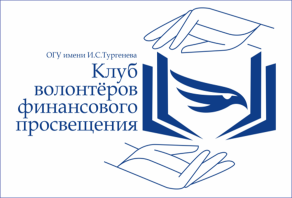 ОГУ имени И.С.Тургенева
Клуб
волонтёров
финансового
просвещения